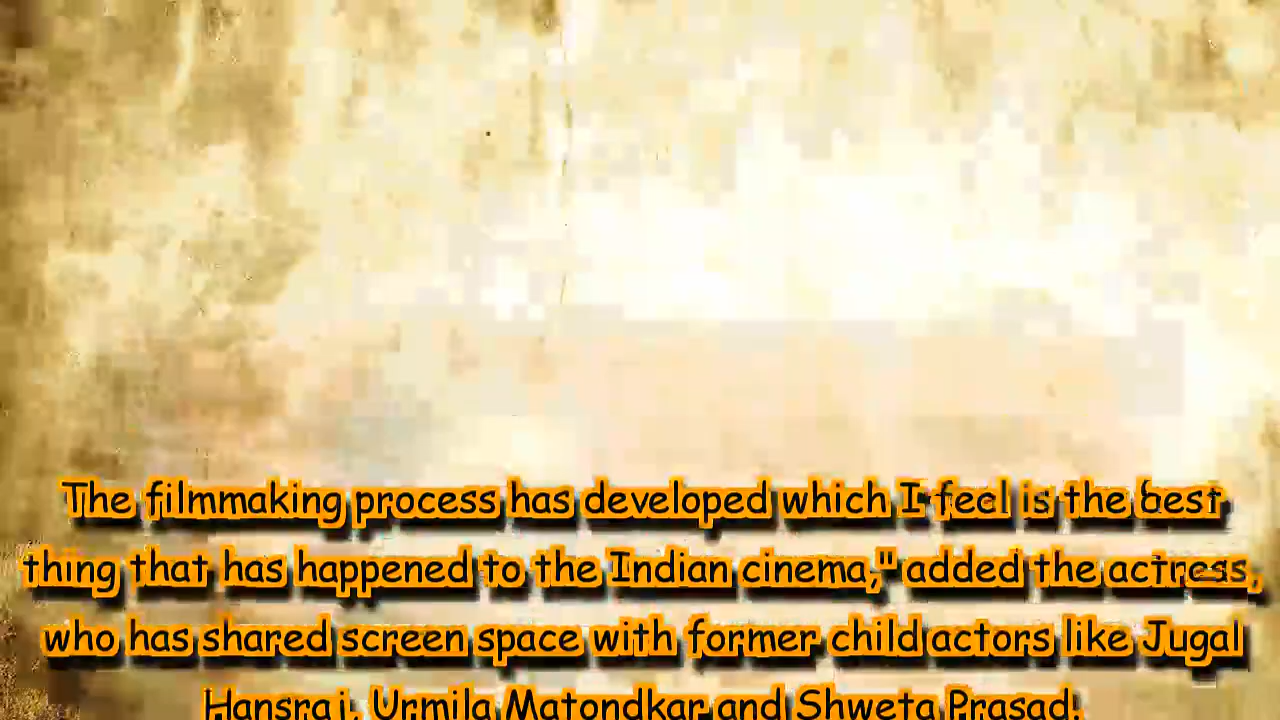 The filmmaking process has developed which I feel is the best
thing that has happened to the Indian cinema," added the actress,
who has shared screen space with former child actors like Jugal
Hansraj, Urmila Matondkar and Shweta Prasad.